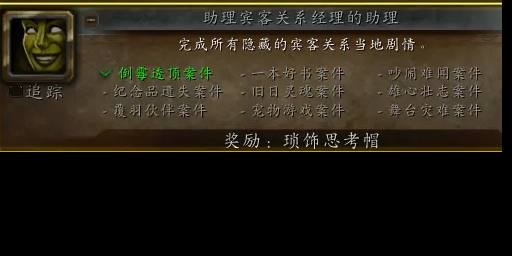 助理宾客关系经理的助理
完成所有隐藏的宾客关系当地剧情。
倒霉透顶案件 - 一本好书案件 - 吵闹难闻案件
追踪 - 纪念品遗失案件 - 旧日灵魂案件 - 雄心壮志案件
- 覆羽伙伴案件 - 宠物游戏案件 - 舞台灾难案件
奖励：琐饰思考帽